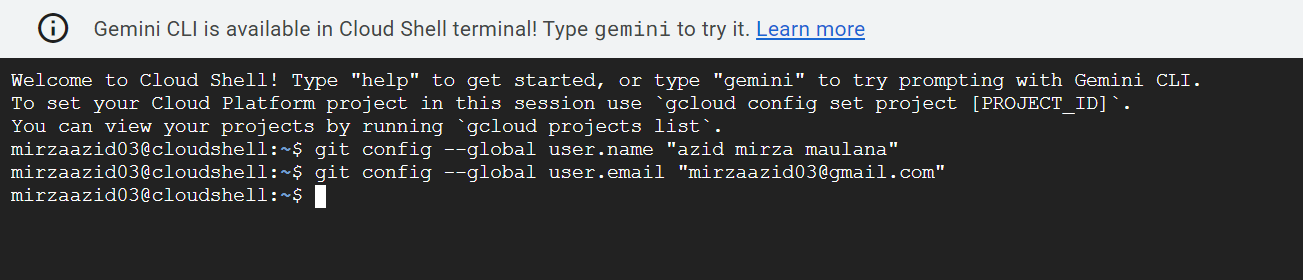 Gemini CLI is available in Cloud Shell terminal! Type gemini to try it. Learn more
Welcome to Cloud Shell! Type "help" to get started, or type "gemini" to try prompting with Gemini CLI.
To set your Cloud Platform project in this session use `gcloud config set project [PROJECT_ID]`.
You can view your projects by running `gcloud projects list`.
mirzaazid03@cloudshell:~$ git config --global user.name "azid mirza maulana"
mirzaazid03@cloudshell:~$ git config --global user.email "mirzaazid03@gmail.com"
mirzaazid03@cloudshell:~$